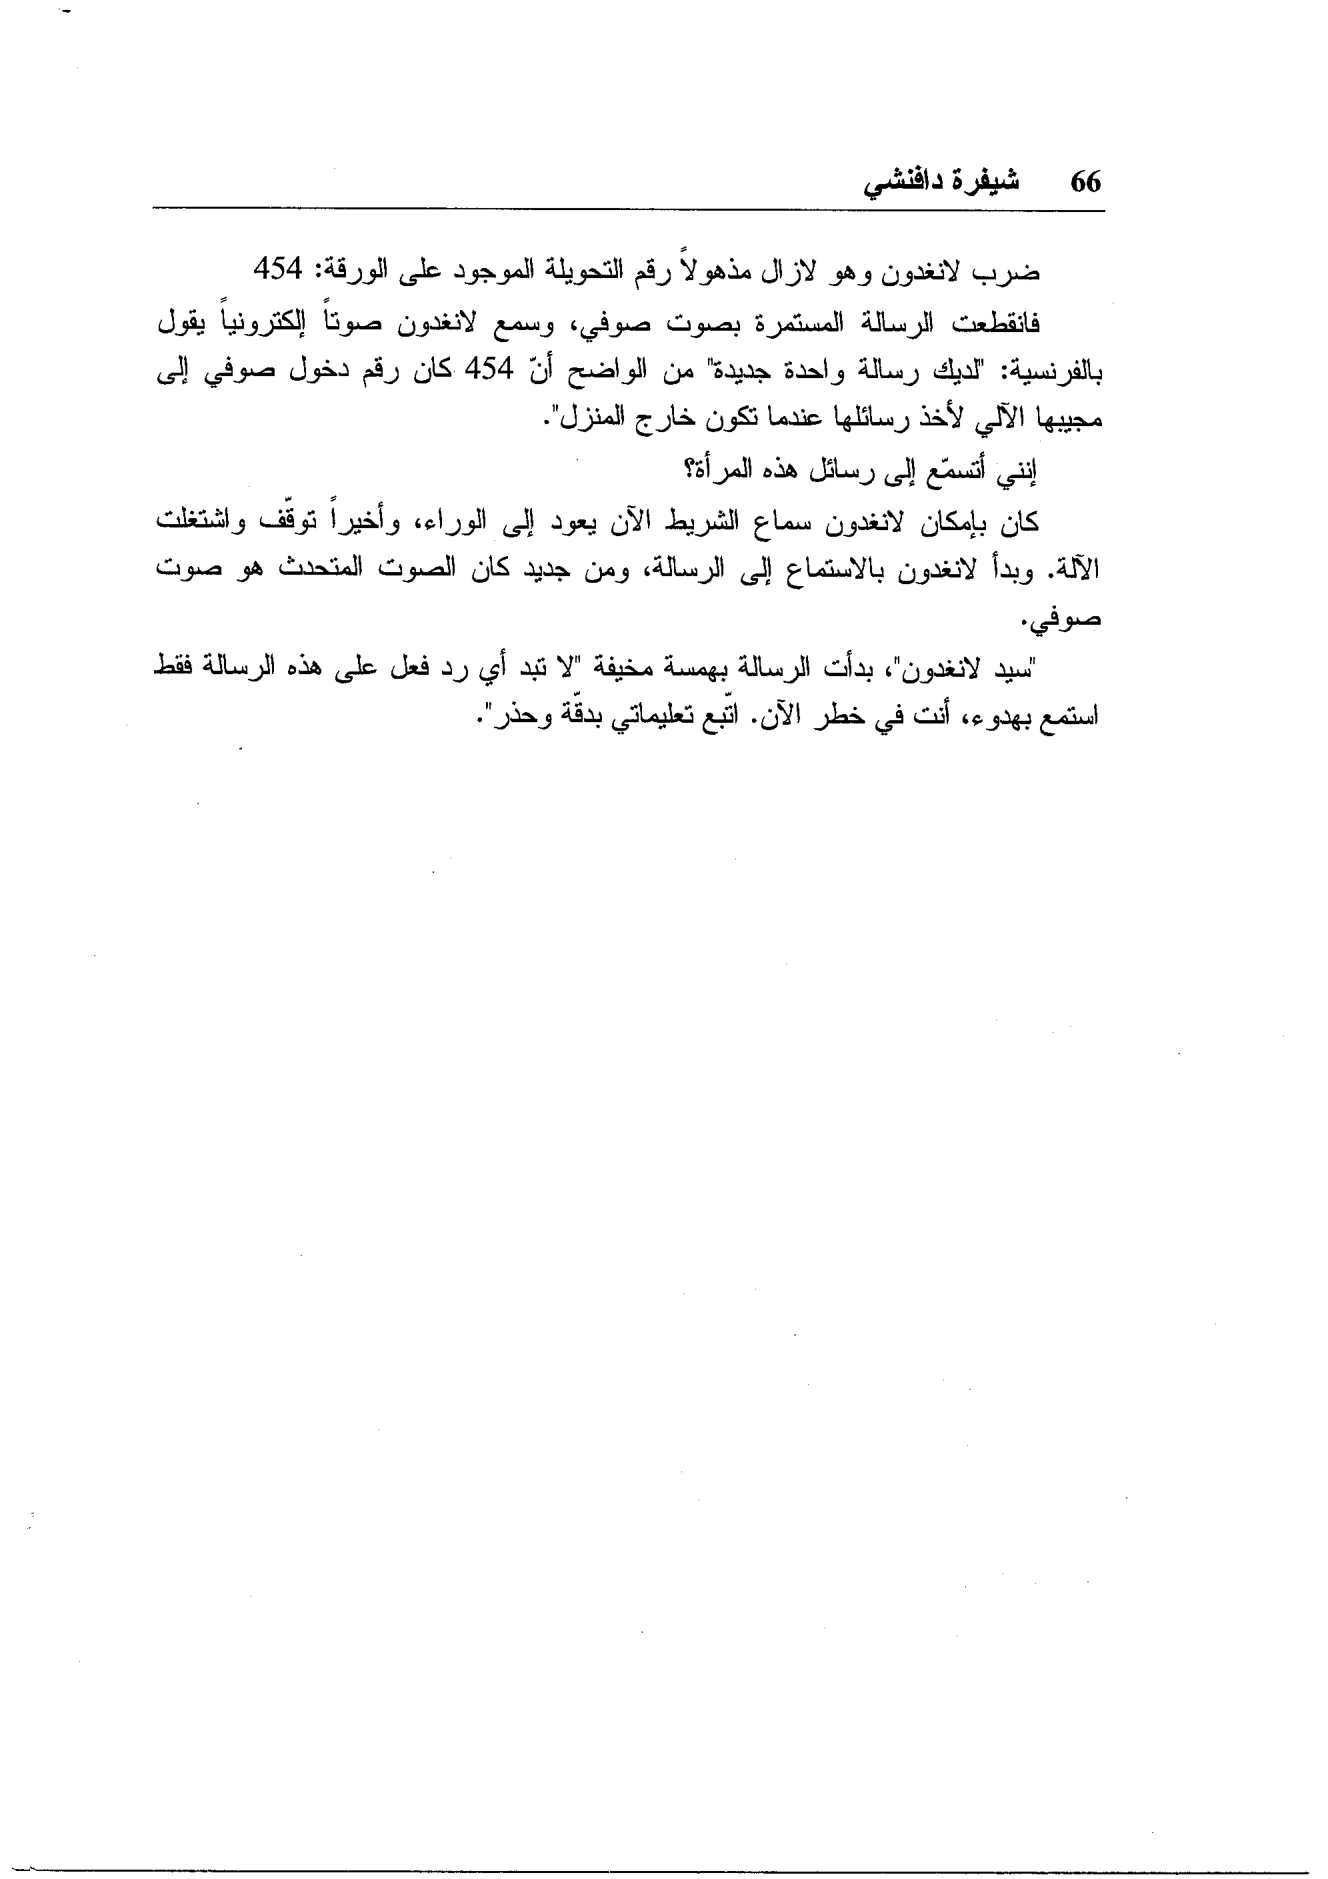 66 شيفرة دافنشي
ضرب لانغدون وهو لازال مذهولاً رقم التحويلة الموجود على الورقة: 454
فانقطعت الرسالة المستمرة بصوت صوفي، وسمع لانغدون صوتاً إلكترونياً يقول
بالفرنسية: "لديك رسالة واحدة جديدة" من الواضح أنّ 454 كان رقم دخول صوفي إلى
مجيبها الآلي لأخذ رسائلها عندما تكون خارج المنزل".
إنني أتسمّع إلى رسائل هذه المرأة؟
كان بإمكان لانغدون سماع الشريط الآن يعود إلى الوراء، وأخيراً توقّف واشتغلت
الآلة. وبدأ لانغدون بالاستماع إلى الرسالة، ومن جديد كان الصوت المتحدث هو صوت
صوفي.
"سيد لانغدون"، بدأت الرسالة بهمسة مخيفة "لا تبد أي رد فعل على هذه الرسالة فقط
استمع بهدوء، أنت في خطر الآن. اتّبع تعليماتي بدقّة وحذر".